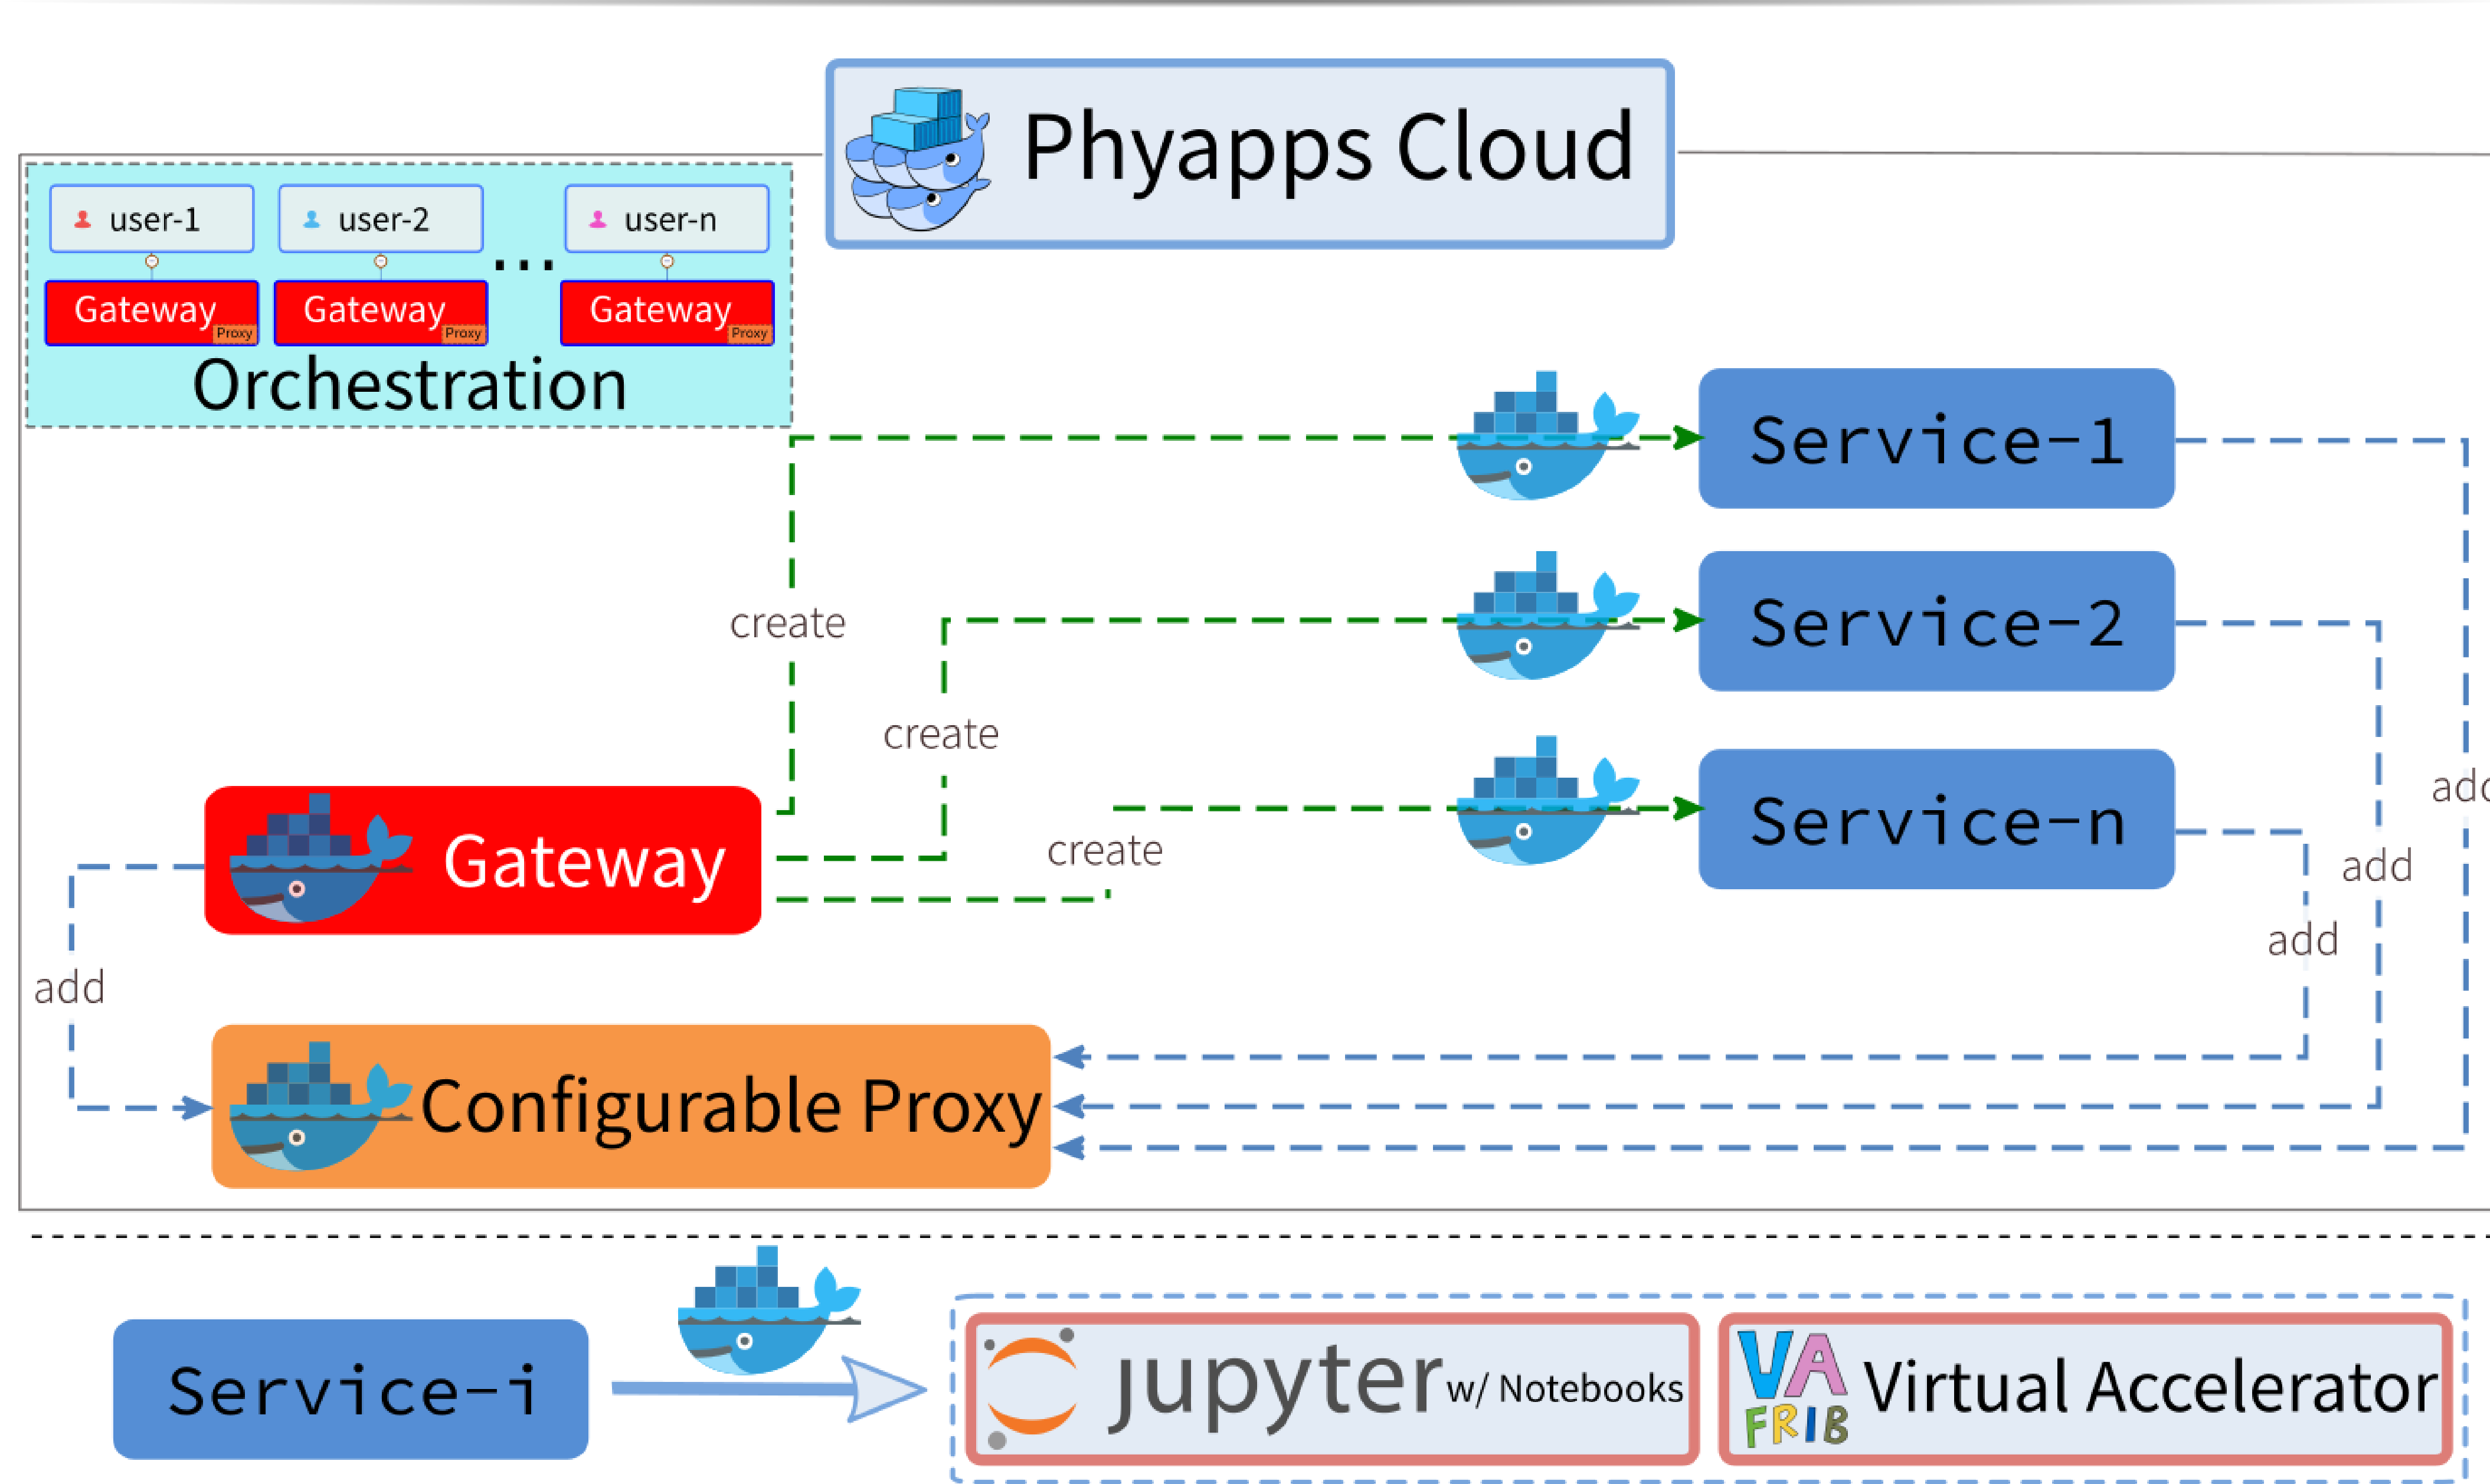 Phyapps Cloud
user-1 user-2 ... user-n
Gateway Gateway Gateway
Proxy Proxy Proxy
Orchestration
Service-1
create
Service-2
create
Service-n
add
create
Gateway
add
add
add
Configurable Proxy
Service-i
jupyter w/ Notebooks
VA FRIB
Virtual Accelerator